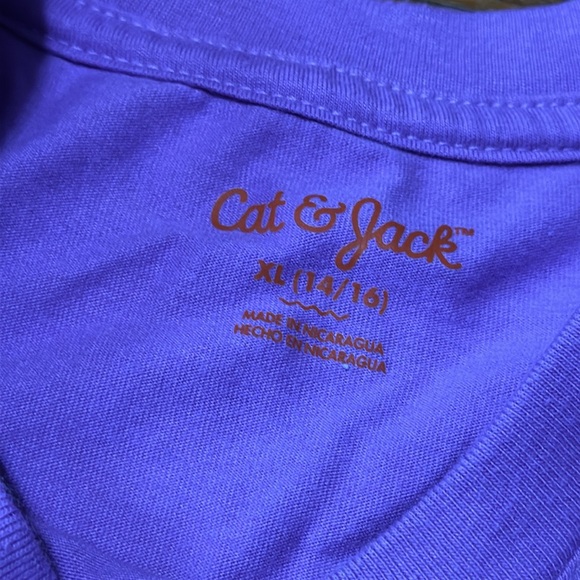 Cat & Jack™
XL (14/16)
MADE IN NICARAGUA
HECHO EN NICARAGUA